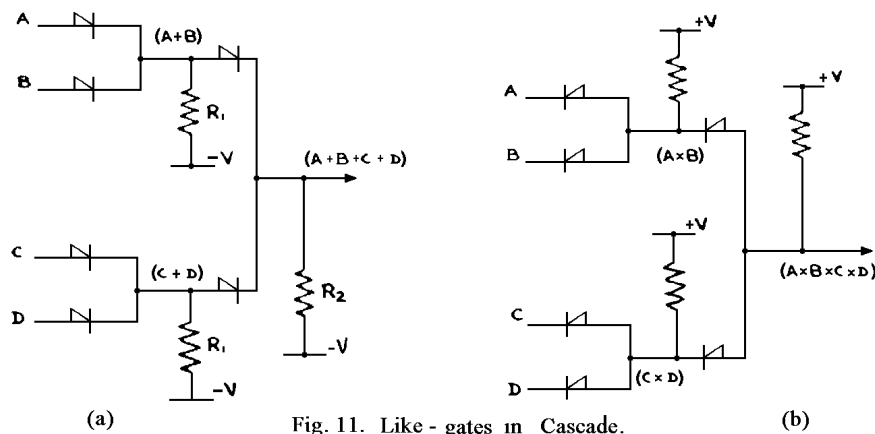 A
(A+B)
B
R₁
−V
(A+B+C+D)
C
(C+D)
D
R₁
−V
R₂
−V
(a)
+V
+V
A
B
(A×B)
+V
(A×B×C×D)
C
D
(C×D)
(b)
Fig. 11. Like - gates in Cascade.